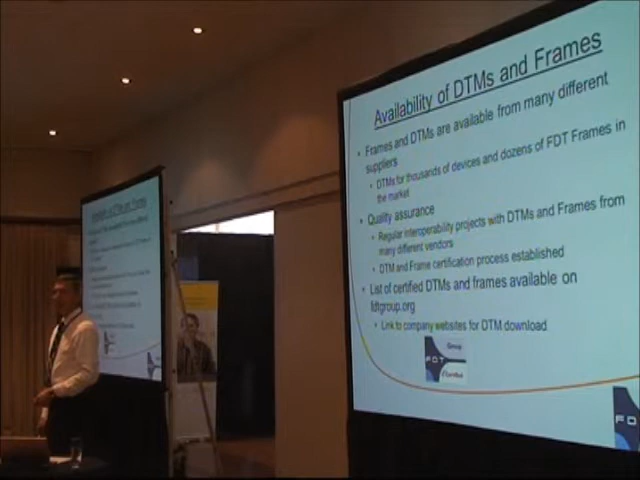 Availability of DTMs and Frames
• Frames and DTMs are available from many different
suppliers
• DTMs for thousands of devices and dozens of FDT Frames in
the market
• Quality assurance
• Regular interoperability projects with DTMs and Frames from
many different vendors
• DTM and Frame certification process established
• List of certified DTMs and frames available on
fdtgroup.org
• Link to company websites for DTM download
FDT
Group
FD